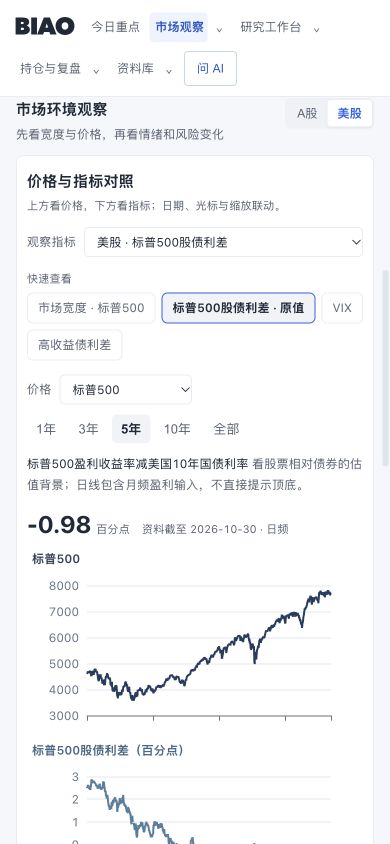 BIAO 今日重点 市场观察 研究工作台
持仓与复盘 资料库 问 AI
市场环境观察 A股 美股
先看宽度与价格，再看情绪和风险变化
价格与指标对照
上方看价格，下方看指标；日期、光标与缩放联动。
观察指标 美股 · 标普500股债利差
快速查看
市场宽度 · 标普500 标普500股债利差 · 原值 VIX
高收益债利差
价格 标普500
1年 3年 5年 10年 全部
标普500盈利收益率减美国10年国债利率 看股票相对债券的估
值背景；日线包含月频盈利输入，不直接提示顶底。
-0.98 百分点 资料截至 2026-10-30 · 日频
标普500
8000
7000
6000
5000
4000
3000
标普500股债利差（百分点）
3
2
1